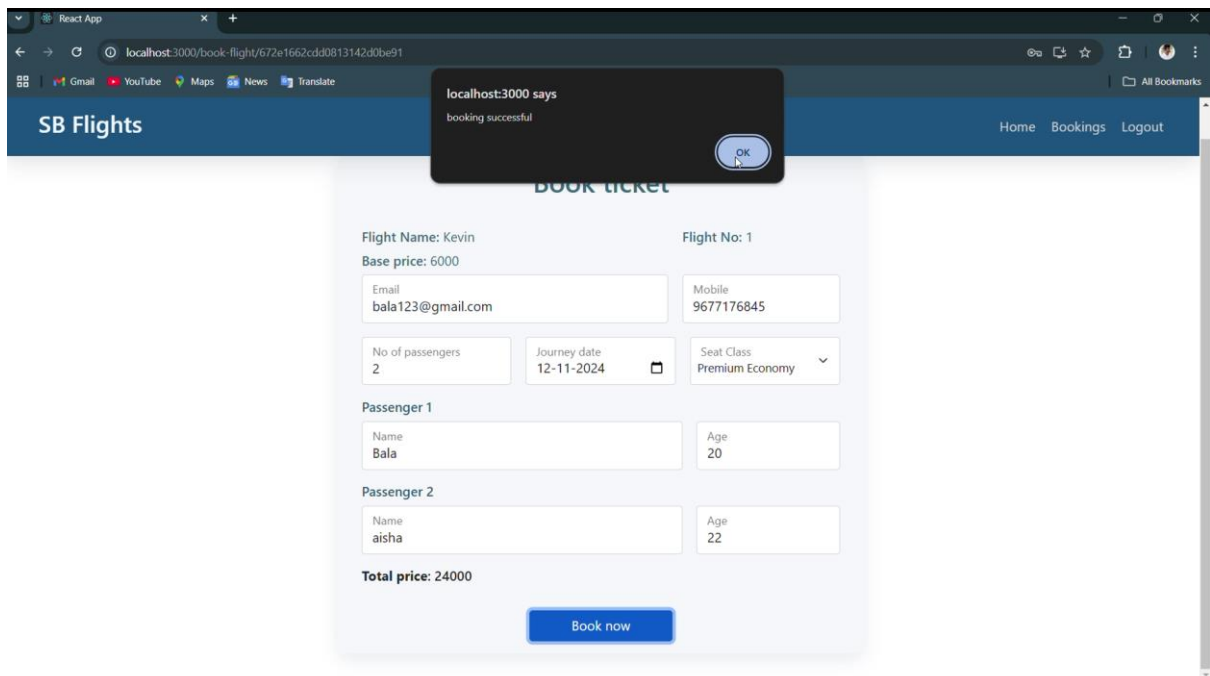 React App
localhost:3000/book-flight/672e1662cdd0813142d0be91
Gmail YouTube Maps News Translate All Bookmarks
localhost:3000 says
booking successful
OK
SB Flights
Home Bookings Logout
Book ticket
Flight Name: Kevin Flight No: 1
Base price: 6000
Email Mobile
bala123@gmail.com 9677176845
No of passengers Journey date Seat Class
2 12-11-2024 Premium Economy
Passenger 1
Name Age
Bala 20
Passenger 2
Name Age
aisha 22
Total price: 24000
Book now